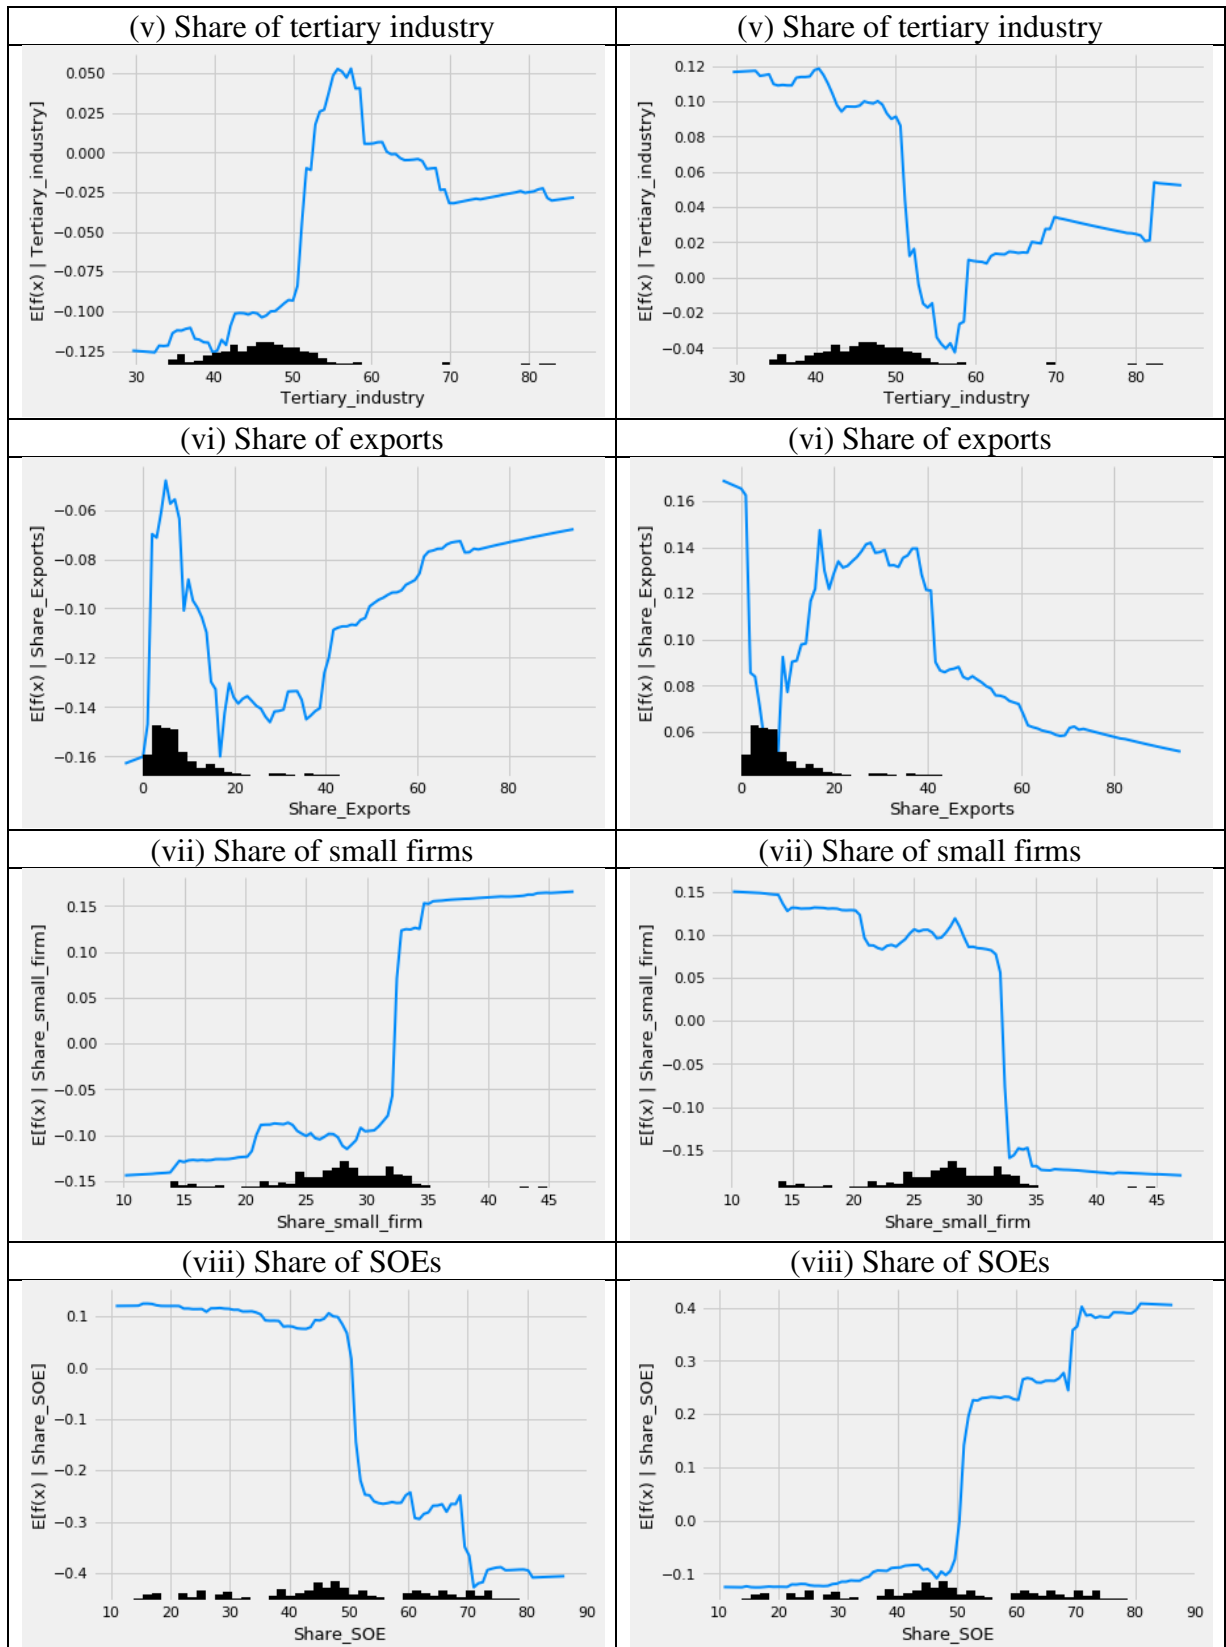 (v) Share of tertiary industry
(v) Share of tertiary industry
E[f(x) | Tertiary_industry]
0.050
0.025
0.000
−0.025
−0.050
−0.075
−0.100
−0.125
30 40 50 60 70 80
Tertiary_industry
E[f(x) | Tertiary_industry]
0.12
0.10
0.08
0.06
0.04
0.02
0.00
−0.02
−0.04
30 40 50 60 70 80
Tertiary_industry
(vi) Share of exports
(vi) Share of exports
E[f(x) | Share_Exports]
−0.06
−0.08
−0.10
−0.12
−0.14
−0.16
0 20 40 60 80
Share_Exports
E[f(x) | Share_Exports]
0.16
0.14
0.12
0.10
0.08
0.06
0 20 40 60 80
Share_Exports
(vii) Share of small firms
(vii) Share of small firms
E[f(x) | Share_small_firm]
0.15
0.10
0.05
0.00
−0.05
−0.10
−0.15
10 15 20 25 30 35 40 45
Share_small_firm
E[f(x) | Share_small_firm]
0.15
0.10
0.05
0.00
−0.05
−0.10
−0.15
10 15 20 25 30 35 40 45
Share_small_firm
(viii) Share of SOEs
(viii) Share of SOEs
E[f(x) | Share_SOE]
0.1
0.0
−0.1
−0.2
−0.3
−0.4
10 20 30 40 50 60 70 80 90
Share_SOE
E[f(x) | Share_SOE]
0.4
0.3
0.2
0.1
0.0
−0.1
10 20 30 40 50 60 70 80 90
Share_SOE